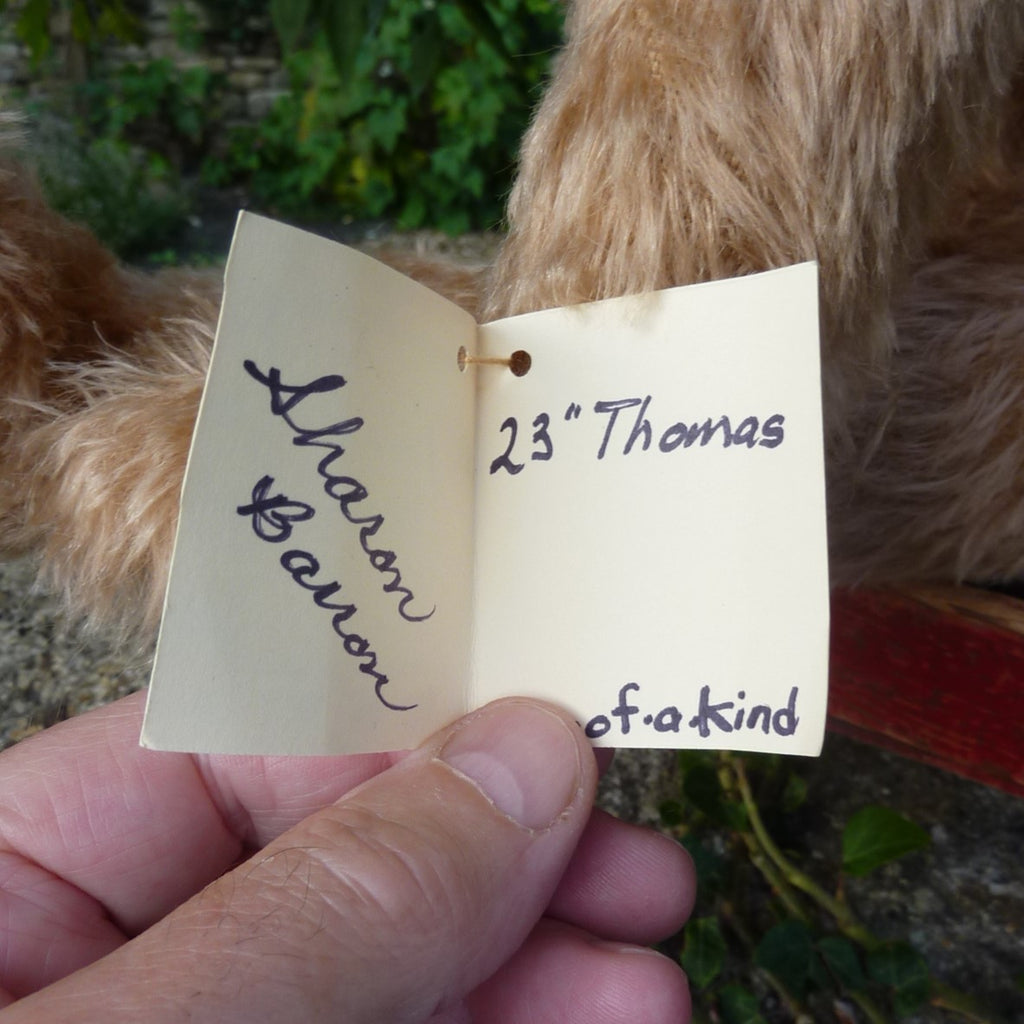 Sharon
Barron
23" Thomas
of·a·kind